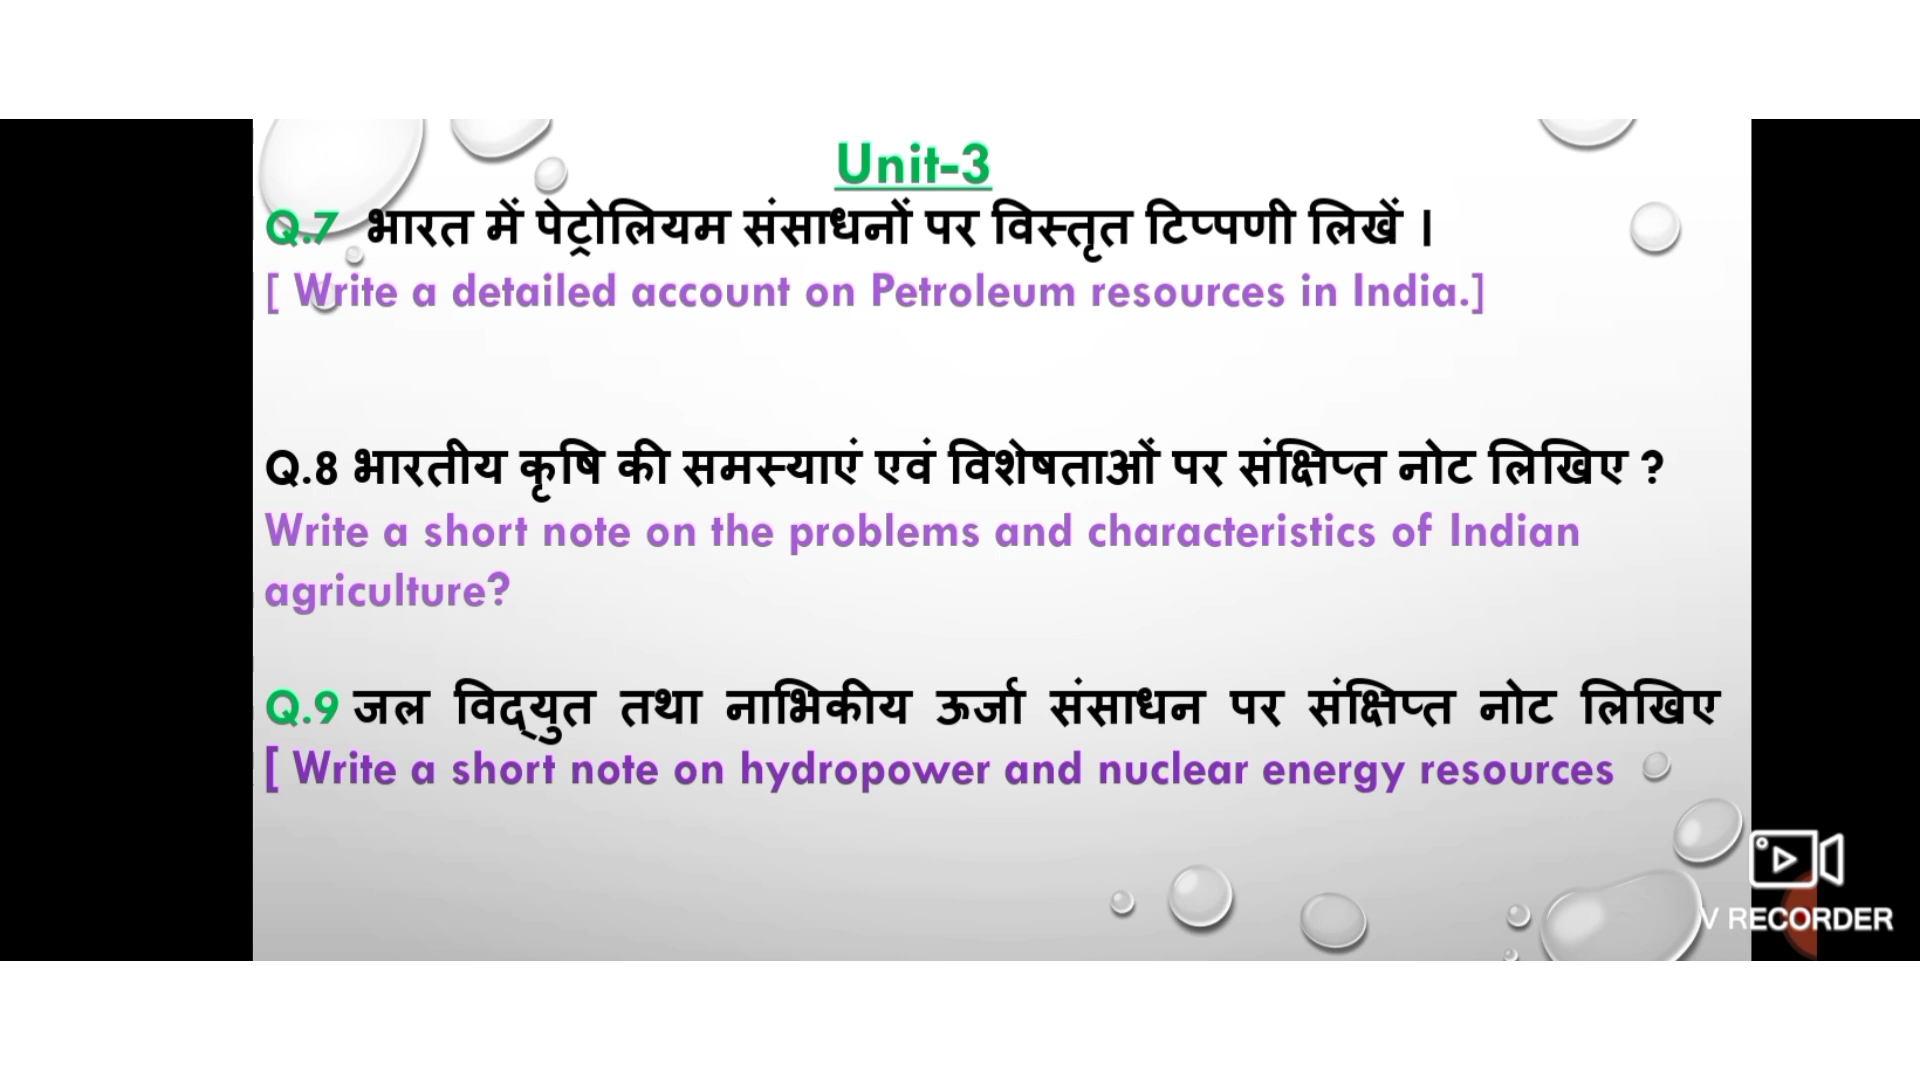 Unit-3
Q.7 भारत में पेट्रोलियम संसाधनों पर विस्तृत टिप्पणी लिखें ।
[ Write a detailed account on Petroleum resources in India.]
Q.8 भारतीय कृषि की समस्याएं एवं विशेषताओं पर संक्षिप्त नोट लिखिए ?
Write a short note on the problems and characteristics of Indian
agriculture?
Q.9 जल विद्युत तथा नाभिकीय ऊर्जा संसाधन पर संक्षिप्त नोट लिखिए
[ Write a short note on hydropower and nuclear energy resources
V RECORDER